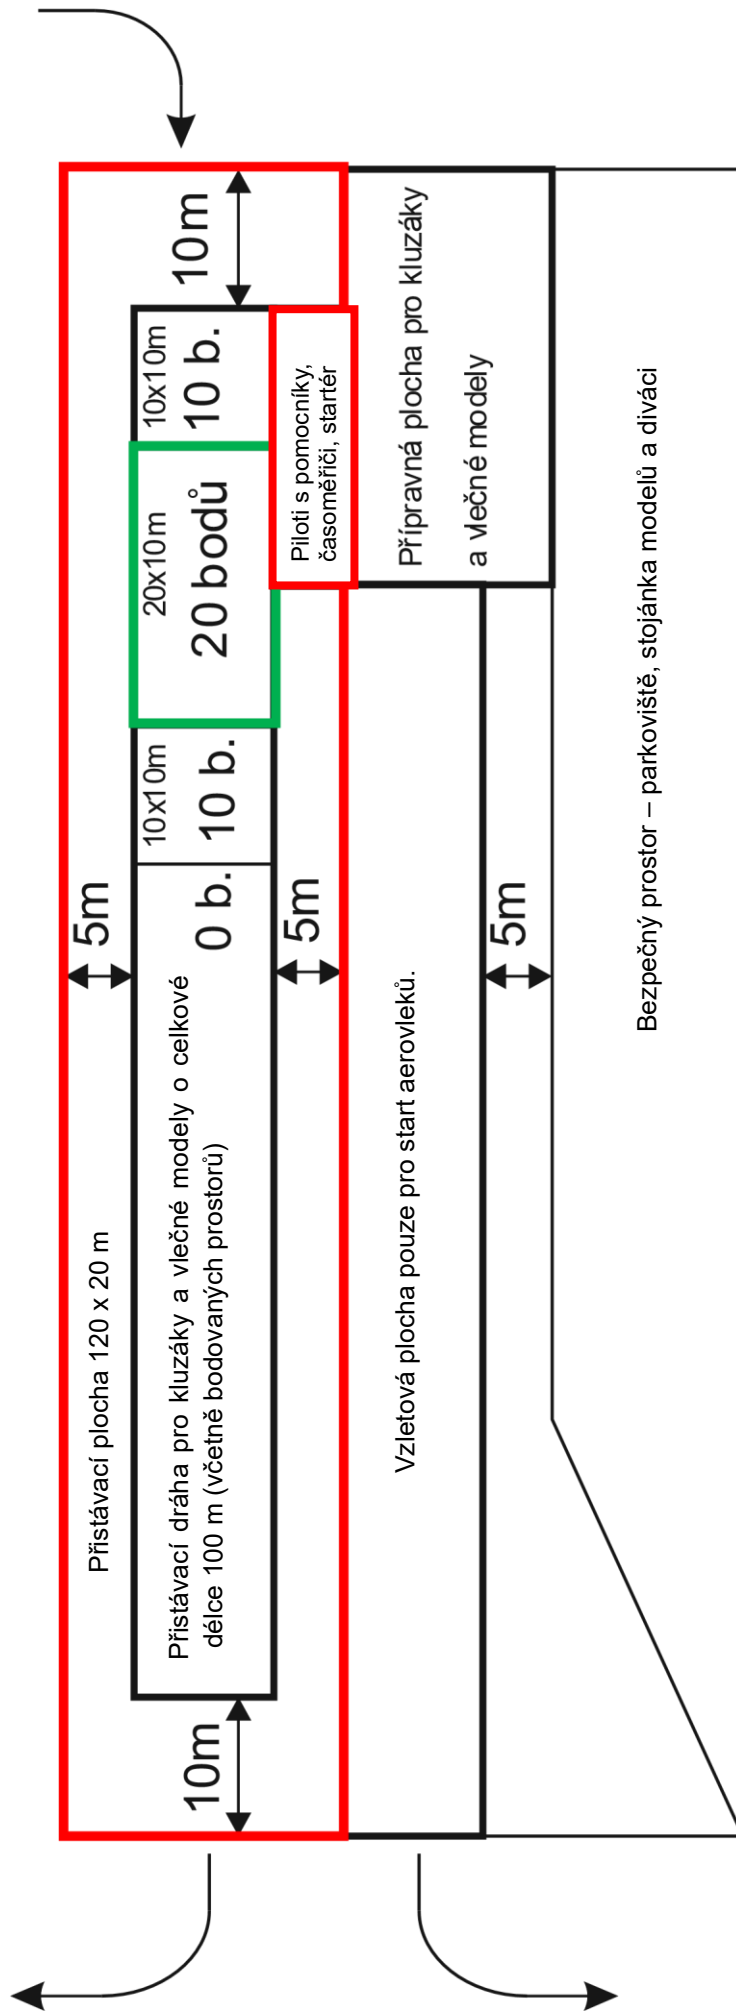 Přistávací plocha 120 x 20 m
5m
10m
Přistávací dráha pro kluzáky a vlečné modely o celkové
délce 100 m (včetně bodovaných prostorů)
0 b.
10x10m
10 b.
20x10m
20 bodů
10x10m
10 b.
10m
5m
Piloti s pomocníky,
časoměřiči, startér
Vzletová plocha pouze pro start aerovleků.
Přípravná plocha pro kluzáky
a vlečné modely
5m
Bezpečný prostor – parkoviště, stojánka modelů a diváci